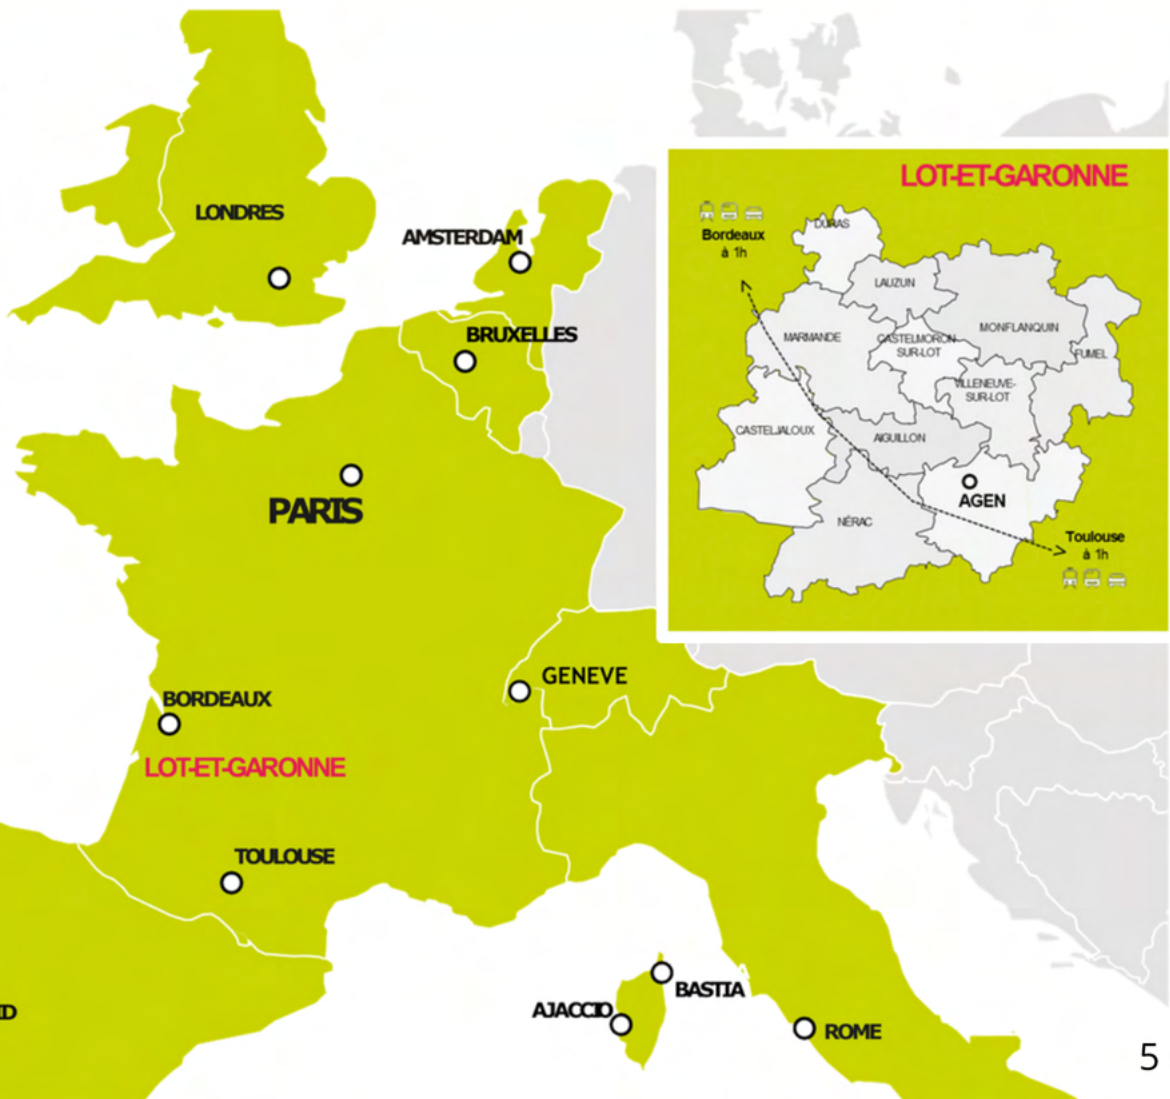 LONDRES
AMSTERDAM
BRUXELLES
PARIS
GENEVE
BORDEAUX
LOT-ET-GARONNE
TOULOUSE
BASTIA
AJACCIO
ROME
ID
LOT-ET-GARONNE
Bordeaux
à 1h
DURAS
LAUZUN
MARMANDE
CASTELMORON
SUR-LOT
MONFLANQUIN
FUMEL
VILLENEUVE-
SUR-LOT
CASTELJALOUX
AIGUILLON
AGEN
NÉRAC
Toulouse
à 1h
5